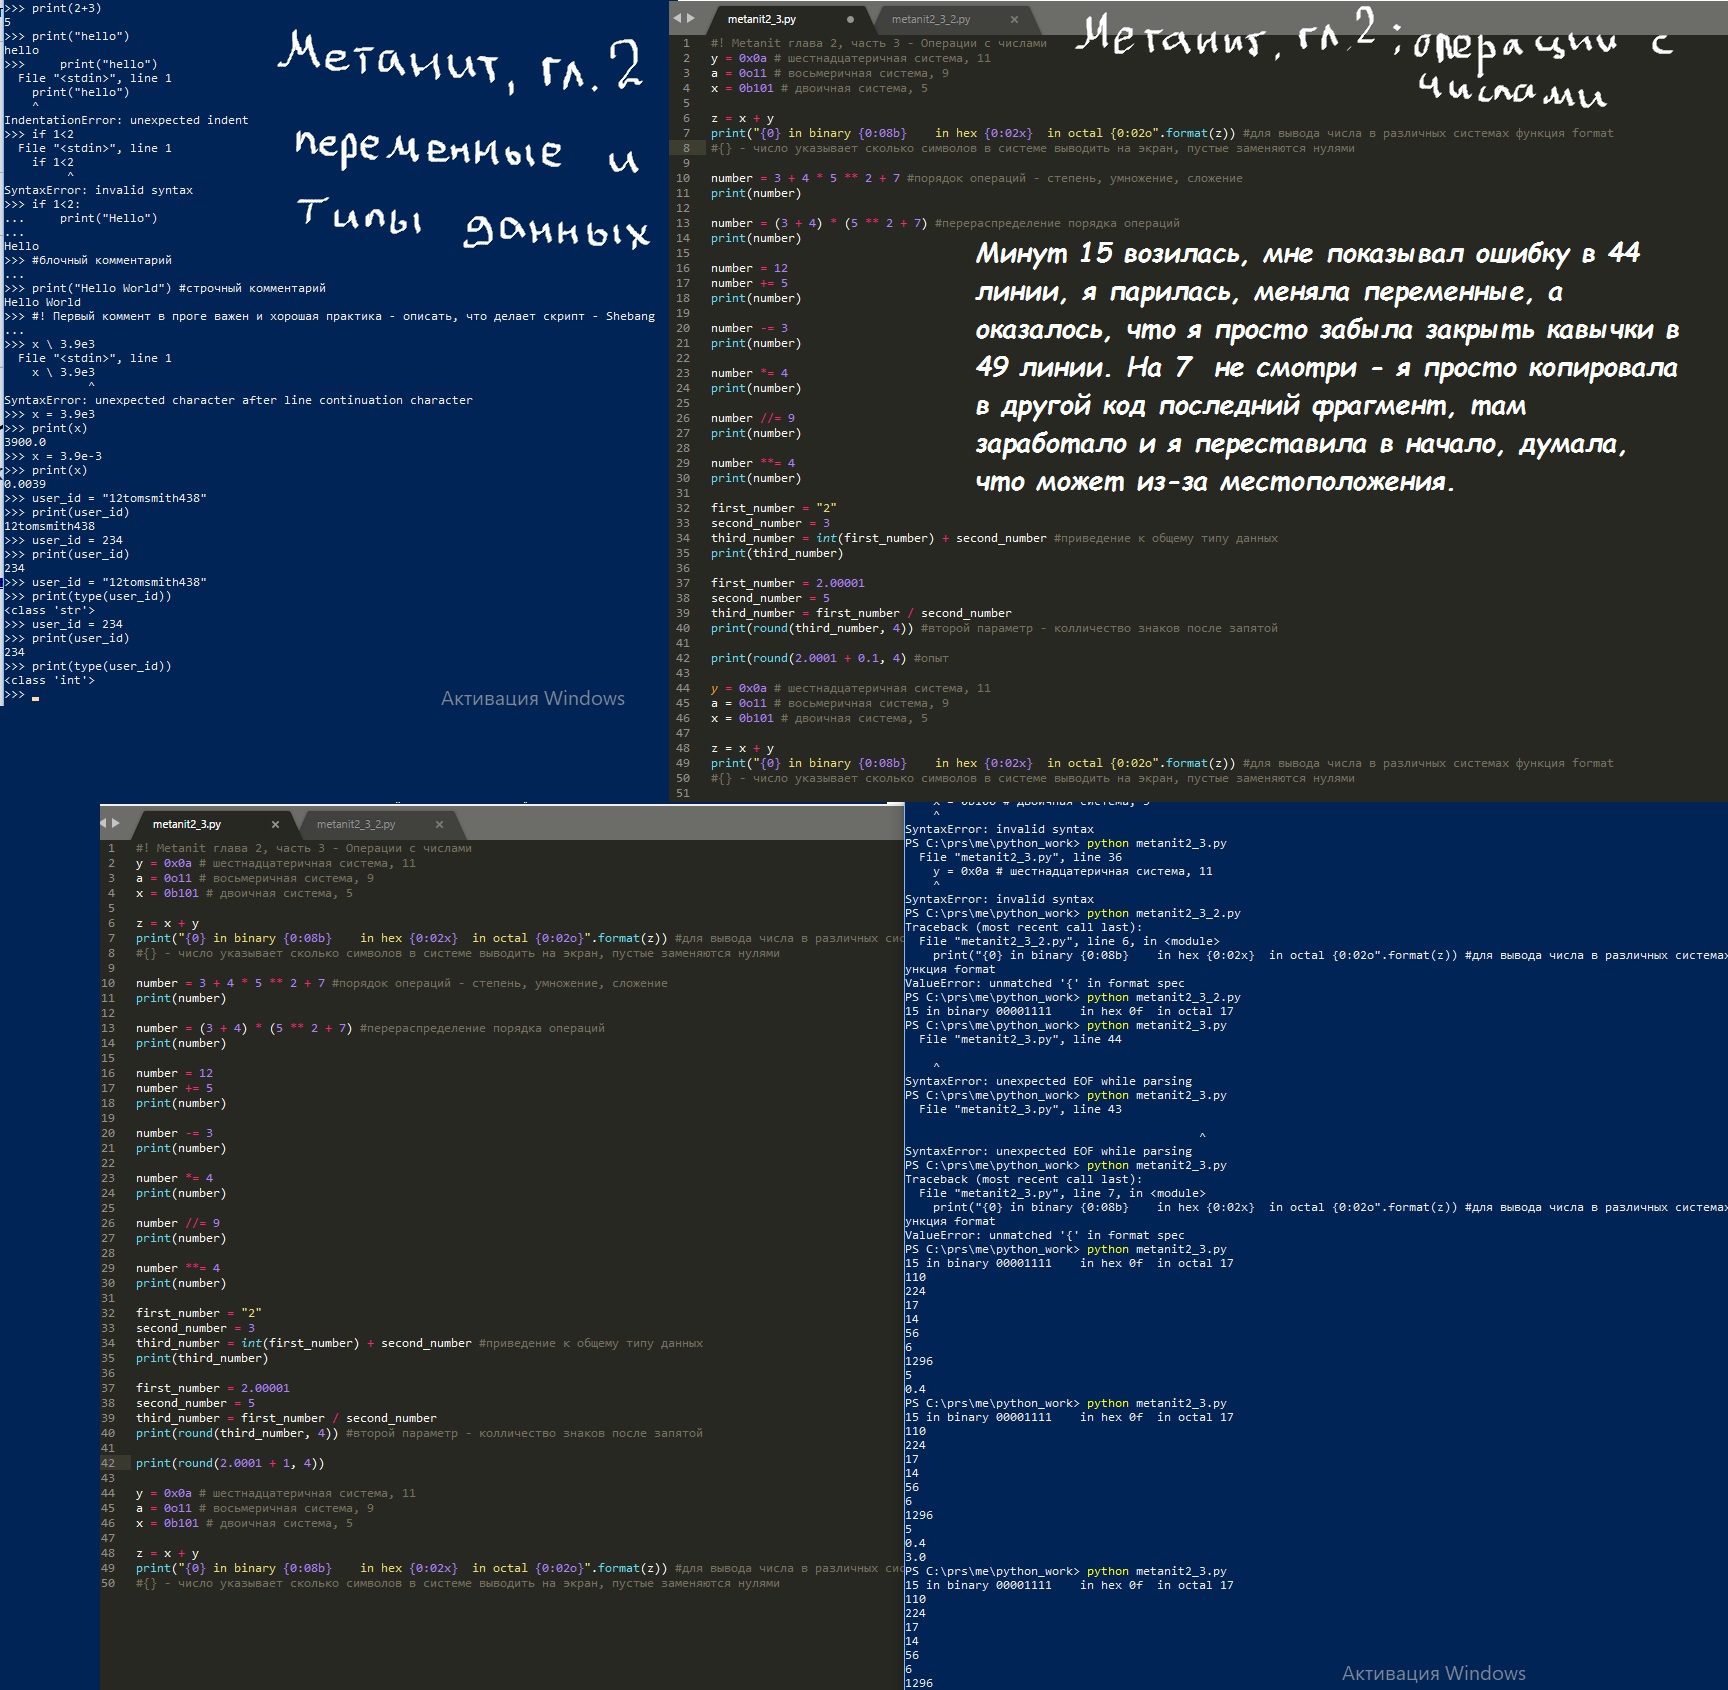 >>> print(2+3)
5
>>> print("hello")
hello
>>>     print("hello")
  File "<stdin>", line 1
    print("hello")
    ^
IndentationError: unexpected indent
>>> if 1<2
  File "<stdin>", line 1
    if 1<2
         ^
SyntaxError: invalid syntax
>>> if 1<2:
...     print("Hello")
...
Hello
>>> #блочный комментарий
...
>>> print("Hello World") #строчный комментарий
Hello World
>>> #! Первый коммент в проге важен и хорошая практика - описать, что делает скрипт - Shebang
...
>>> x \ 3.9e3
  File "<stdin>", line 1
    x \ 3.9e3
            ^
SyntaxError: unexpected character after line continuation character
>>> x = 3.9e3
>>> print(x)
3900.0
>>> x = 3.9e-3
>>> print(x)
0.0039
>>> user_id = "12tomsmith438"
>>> print(user_id)
12tomsmith438
>>> user_id = 234
>>> print(user_id)
234
>>> user_id = "12tomsmith438"
>>> print(type(user_id))
<class 'str'>
>>> user_id = 234
>>> print(user_id)
234
>>> print(type(user_id))
<class 'int'>
>>>
Метанит, гл. 2
переменные и
Типы данных
Активация Windows
metanit2_3.py
metanit2_3_2.py
Метанит, гл.2 ; операции с
числами
1 #! Metanit глава 2, часть 3 - Операции с числами
2 y = 0x0a # шестнадцатеричная система, 11
3 a = 0o11 # восьмеричная система, 9
4 x = 0b101 # двоичная система, 5
5
6 z = x + y
7 print("{0} in binary {0:08b}    in hex {0:02x}  in octal {0:02o".format(z)) #для вывода числа в различных системах функция format
8 #{} - число указывает сколько символов в системе выводить на экран, пустые заменяются нулями
9
10 number = 3 + 4 * 5 ** 2 + 7 #порядок операций - степень, умножение, сложение
11 print(number)
12
13 number = (3 + 4) * (5 ** 2 + 7) #перераспределение порядка операций
14 print(number)
15
16 number = 12
17 number += 5
18 print(number)
19
20 number -= 3
21 print(number)
22
23 number *= 4
24 print(number)
25
26 number //= 9
27 print(number)
28
29 number **= 4
30 print(number)
31
32 first_number = "2"
33 second_number = 3
34 third_number = int(first_number) + second_number #приведение к общему типу данных
35 print(third_number)
36
37 first_number = 2.00001
38 second_number = 5
39 third_number = first_number / second_number
40 print(round(third_number, 4)) #второй параметр - колличество знаков после запятой
41
42 print(round(2.0001 + 0.1, 4) #опыт
43
44 y = 0x0a # шестнадцатеричная система, 11
45 a = 0o11 # восьмеричная система, 9
46 x = 0b101 # двоичная система, 5
47
48 z = x + y
49 print("{0} in binary {0:08b}    in hex {0:02x}  in octal {0:02o".format(z)) #для вывода числа в различных системах функция format
50 #{} - число указывает сколько символов в системе выводить на экран, пустые заменяются нулями
51
Минут 15 возилась, мне показывал ошибку в 44
линии, я парилась, меняла переменные, а
оказалось, что я просто забыла закрыть кавычки в
49 линии. На 7  не смотри - я просто копировала
в другой код последний фрагмент, там
заработало и я переставила в начало, думала,
что может из-за местоположения.
metanit2_3.py
metanit2_3_2.py
1 #! Metanit глава 2, часть 3 - Операции с числами
2 y = 0x0a # шестнадцатеричная система, 11
3 a = 0o11 # восьмеричная система, 9
4 x = 0b101 # двоичная система, 5
5
6 z = x + y
7 print("{0} in binary {0:08b}    in hex {0:02x}  in octal {0:02o}".format(z)) #для вывода числа в различных сис
8 #{} - число указывает сколько символов в системе выводить на экран, пустые заменяются нулями
9
10 number = 3 + 4 * 5 ** 2 + 7 #порядок операций - степень, умножение, сложение
11 print(number)
12
13 number = (3 + 4) * (5 ** 2 + 7) #перераспределение порядка операций
14 print(number)
15
16 number = 12
17 number += 5
18 print(number)
19
20 number -= 3
21 print(number)
22
23 number *= 4
24 print(number)
25
26 number //= 9
27 print(number)
28
29 number **= 4
30 print(number)
31
32 first_number = "2"
33 second_number = 3
34 third_number = int(first_number) + second_number #приведение к общему типу данных
35 print(third_number)
36
37 first_number = 2.00001
38 second_number = 5
39 third_number = first_number / second_number
40 print(round(third_number, 4)) #второй параметр - колличество знаков после запятой
41
42 print(round(2.0001 + 1, 4))
43
44 y = 0x0a # шестнадцатеричная система, 11
45 a = 0o11 # восьмеричная система, 9
46 x = 0b101 # двоичная система, 5
47
48 z = x + y
49 print("{0} in binary {0:08b}    in hex {0:02x}  in octal {0:02o}".format(z)) #для вывода числа в различных сис
50 #{} - число указывает сколько символов в системе выводить на экран, пустые заменяются нулями
    ^
SyntaxError: invalid syntax
PS C:\prs\me\python_work> python metanit2_3.py
  File "metanit2_3.py", line 36
    y = 0x0a # шестнадцатеричная система, 11
    ^
SyntaxError: invalid syntax
PS C:\prs\me\python_work> python metanit2_3_2.py
Traceback (most recent call last):
  File "metanit2_3_2.py", line 6, in <module>
    print("{0} in binary {0:08b}    in hex {0:02x}  in octal {0:02o".format(z)) #для вывода числа в различных системах
ункция format
ValueError: unmatched '{' in format spec
PS C:\prs\me\python_work> python metanit2_3_2.py
15 in binary 00001111    in hex 0f  in octal 17
PS C:\prs\me\python_work> python metanit2_3.py
  File "metanit2_3.py", line 44
    ^
SyntaxError: unexpected EOF while parsing
PS C:\prs\me\python_work> python metanit2_3.py
  File "metanit2_3.py", line 43
    ^
SyntaxError: unexpected EOF while parsing
PS C:\prs\me\python_work> python metanit2_3.py
Traceback (most recent call last):
  File "metanit2_3.py", line 7, in <module>
    print("{0} in binary {0:08b}    in hex {0:02x}  in octal {0:02o".format(z)) #для вывода числа в различных системах
ункция format
ValueError: unmatched '{' in format spec
PS C:\prs\me\python_work> python metanit2_3.py
15 in binary 00001111    in hex 0f  in octal 17
110
224
17
14
56
6
1296
5
0.4
PS C:\prs\me\python_work> python metanit2_3.py
15 in binary 00001111    in hex 0f  in octal 17
110
224
17
14
56
6
1296
5
0.4
3.0
PS C:\prs\me\python_work> python metanit2_3.py
15 in binary 00001111    in hex 0f  in octal 17
110
224
17
14
56
6
1296
Активация Windows